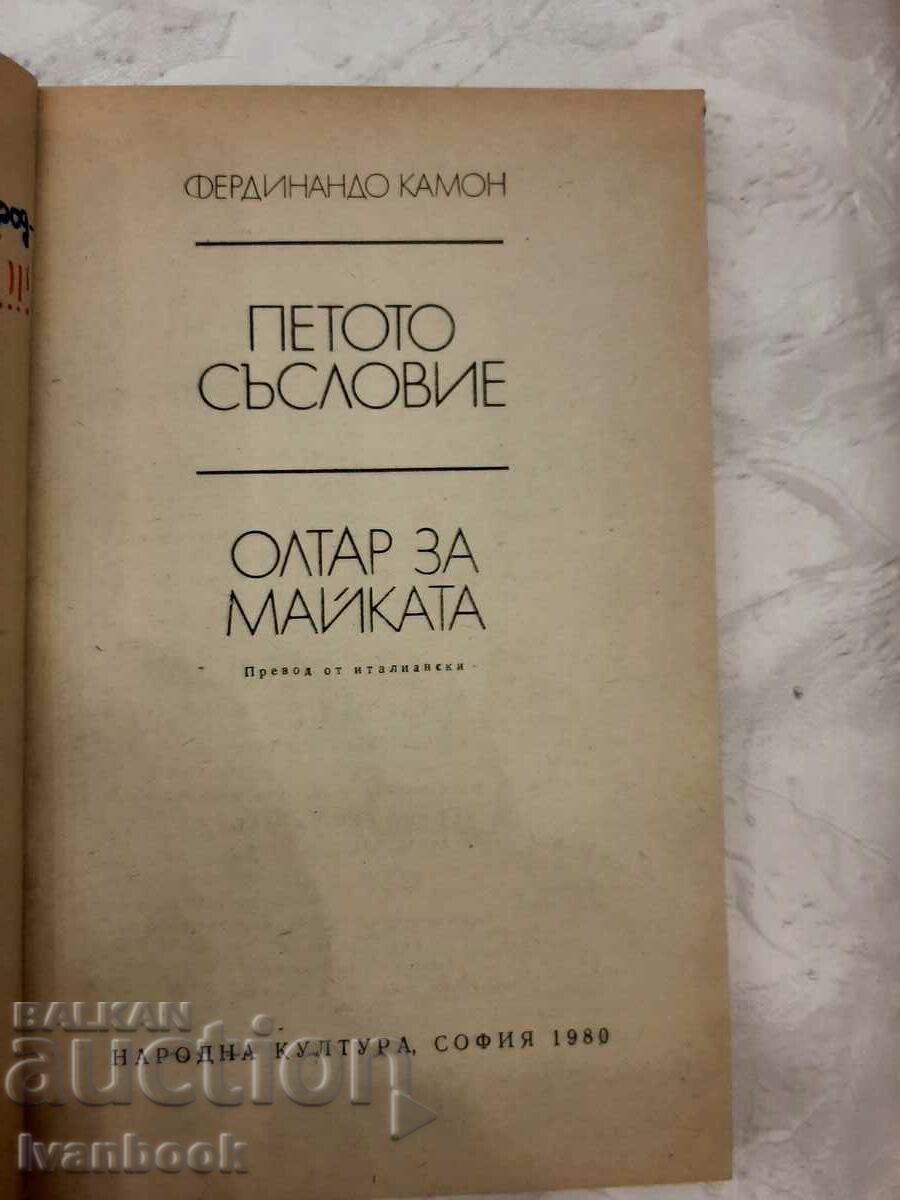 ФЕРДИНАНДО КАМОН
ПЕТОТО
СЪСЛОВИЕ
ОЛТАР ЗА
МАЙКАТА
Превод от италиански
НАРОДНА КУЛТУРА, СОФИЯ 1980
BALKAN
auction
Ivanbook